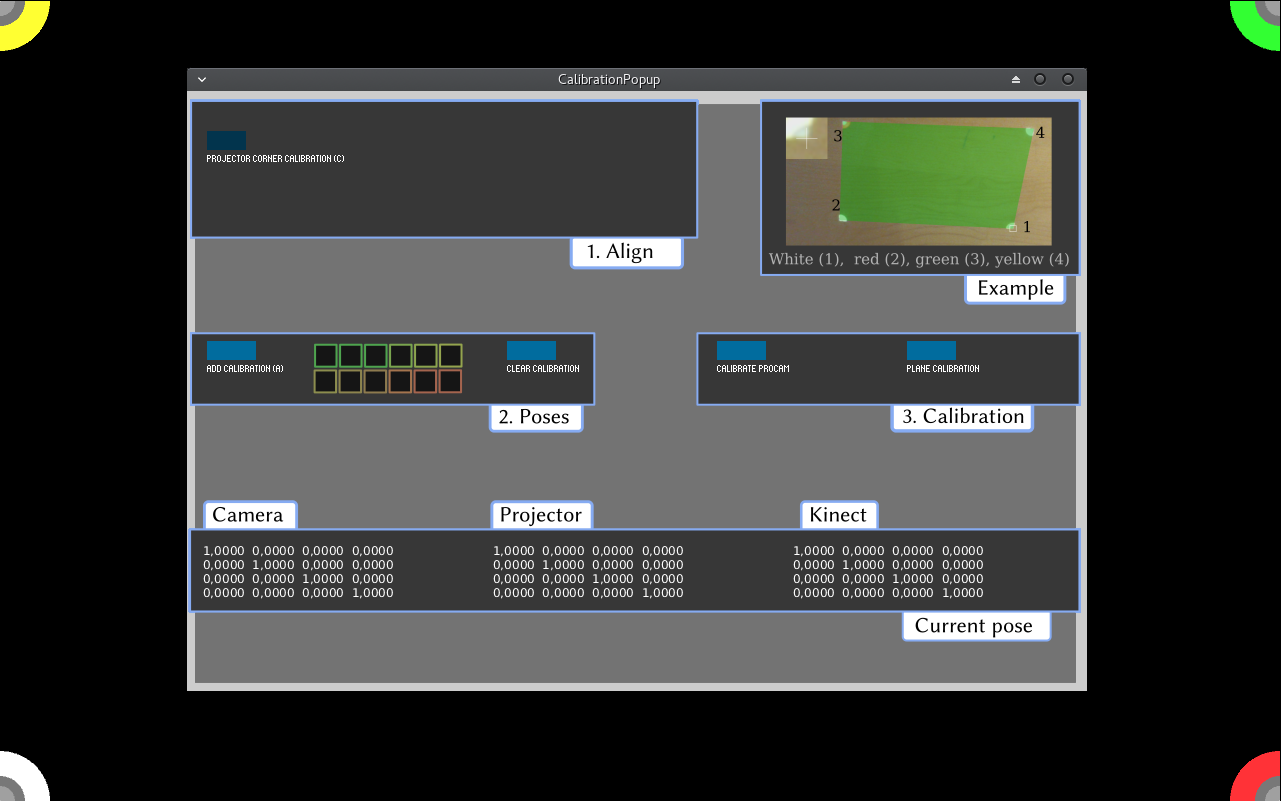 CalibrationPopup
PROJECTOR CORNER CALIBRATION (C)
1. Align
3
4
2
1
White (1), red (2), green (3), yellow (4)
Example
ADD CALIBRATION (A)
CLEAR CALIBRATION
2. Poses
CALIBRATE PROCAM
PLANE CALIBRATION
3. Calibration
Camera
Projector
Kinect
1,0000 0,0000 0,0000 0,0000
0,0000 1,0000 0,0000 0,0000
0,0000 0,0000 1,0000 0,0000
0,0000 0,0000 0,0000 1,0000
1,0000 0,0000 0,0000 0,0000
0,0000 1,0000 0,0000 0,0000
0,0000 0,0000 1,0000 0,0000
0,0000 0,0000 0,0000 1,0000
1,0000 0,0000 0,0000 0,0000
0,0000 1,0000 0,0000 0,0000
0,0000 0,0000 1,0000 0,0000
0,0000 0,0000 0,0000 1,0000
Current pose